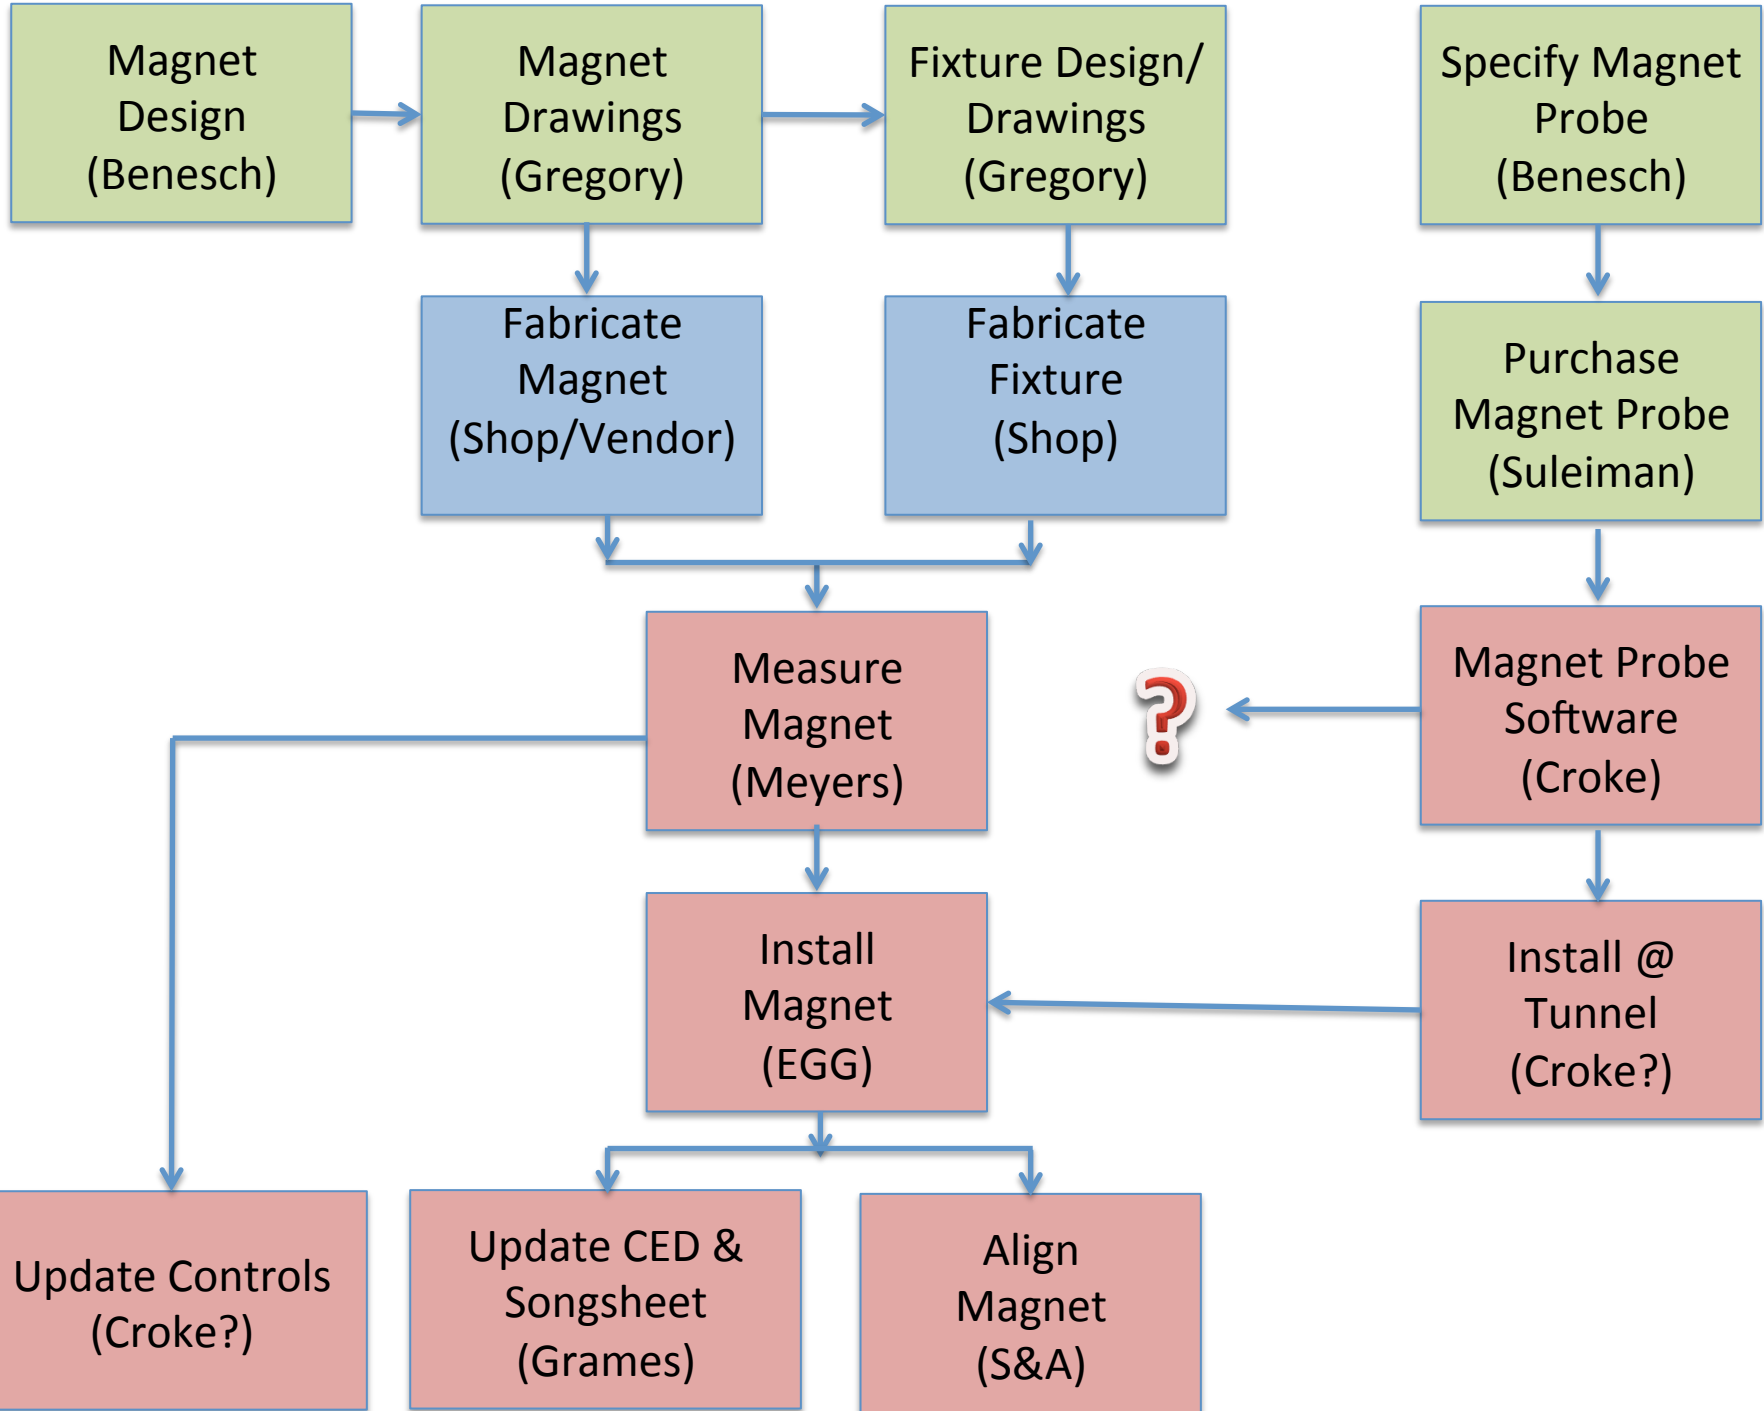 Magnet
Design
(Benesch)
Magnet
Drawings
(Gregory)
Fixture Design/
Drawings
(Gregory)
Specify Magnet
Probe
(Benesch)
Fabricate
Magnet
(Shop/Vendor)
Fabricate
Fixture
(Shop)
Purchase
Magnet Probe
(Suleiman)
Measure
Magnet
(Meyers)
?
Magnet Probe
Software
(Croke)
Install
Magnet
(EGG)
Install @
Tunnel
(Croke?)
Update Controls
(Croke?)
Update CED &
Songsheet
(Grames)
Align
Magnet
(S&A)